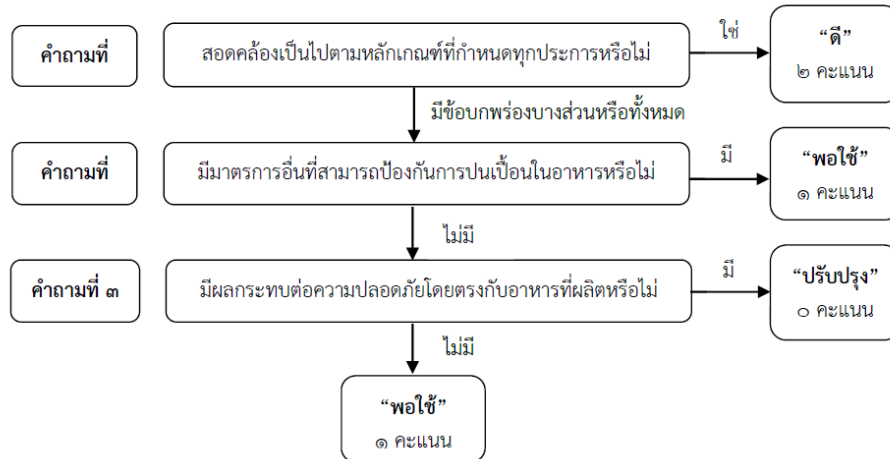 คำถามที่
สอดคล้องเป็นไปตามหลักเกณฑ์ที่กำหนดทุกประการหรือไม่
ใช่
“ดี”
๒ คะแนน
มีข้อบกพร่องบางส่วนหรือทั้งหมด
คำถามที่
มีมาตรการอื่นที่สามารถป้องกันการปนเปื้อนในอาหารหรือไม่
มี
“พอใช้”
๑ คะแนน
ไม่มี
คำถามที่ ๓
มีผลกระทบต่อความปลอดภัยโดยตรงกับอาหารที่ผลิตหรือไม่
มี
“ปรับปรุง”
๐ คะแนน
ไม่มี
“พอใช้”
๑ คะแนน